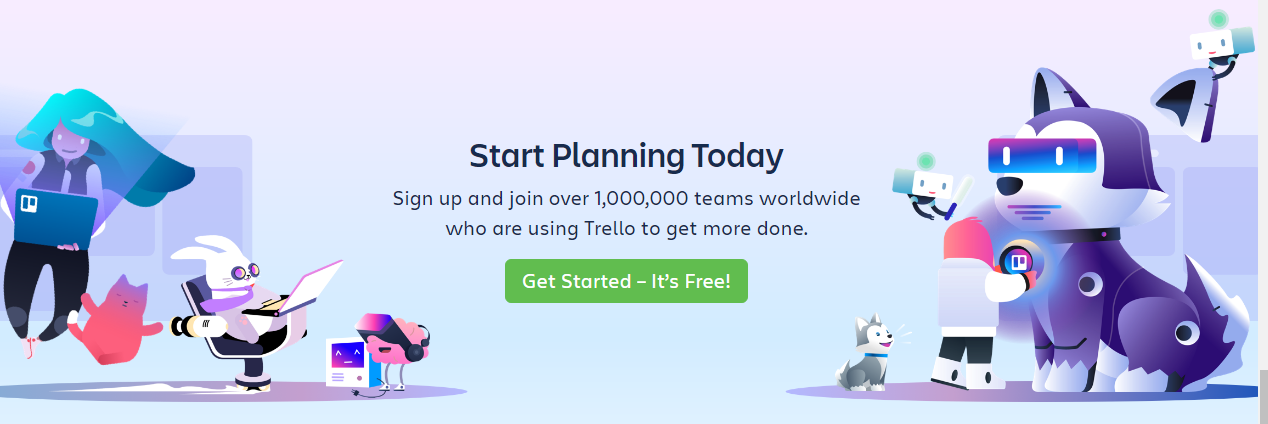 Start Planning Today
Sign up and join over 1,000,000 teams worldwide
who are using Trello to get more done.
Get Started – It's Free!